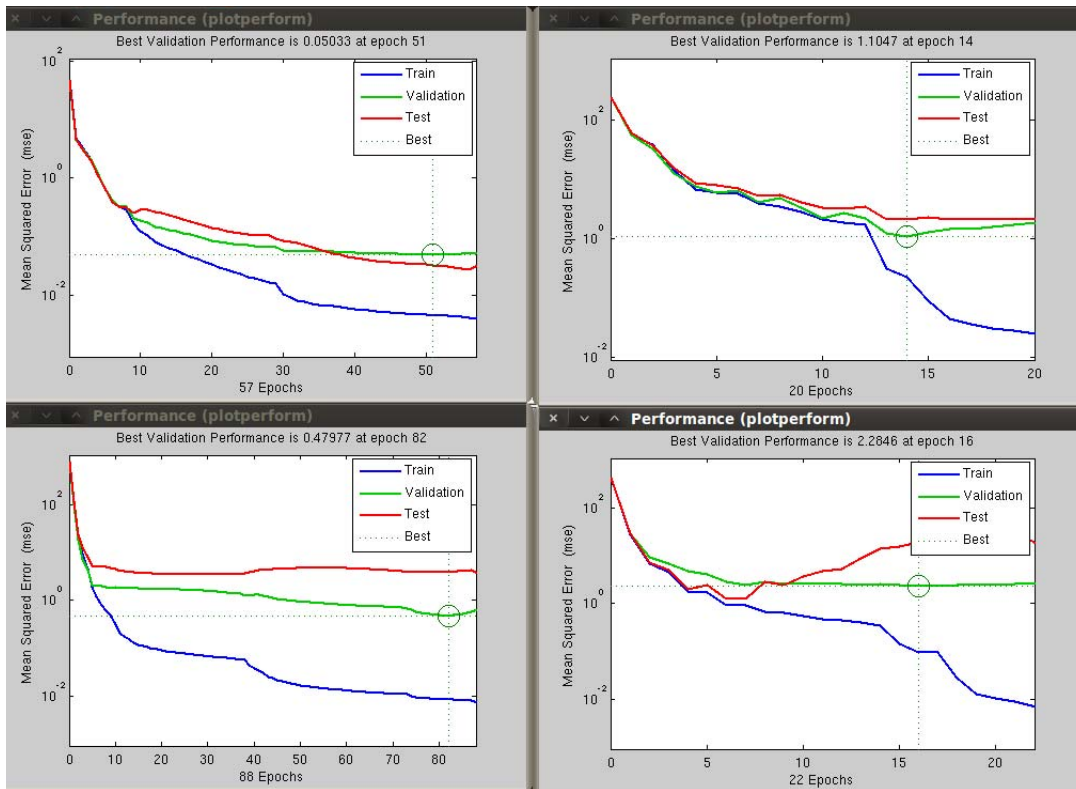 Performance (plotperform)
Best Validation Performance is 0.05033 at epoch 51
Mean Squared Error (mse)
10^2
10^0
10^-2
Train
Validation
Test
Best
0 10 20 30 40 50
57 Epochs
Performance (plotperform)
Best Validation Performance is 1.1047 at epoch 14
Mean Squared Error (mse)
10^2
10^0
10^-2
Train
Validation
Test
Best
0 5 10 15 20
20 Epochs
Performance (plotperform)
Best Validation Performance is 0.47977 at epoch 82
Mean Squared Error (mse)
10^2
10^0
10^-2
Train
Validation
Test
Best
0 10 20 30 40 50 60 70 80
88 Epochs
Performance (plotperform)
Best Validation Performance is 2.2846 at epoch 16
Mean Squared Error (mse)
10^2
10^0
10^-2
Train
Validation
Test
Best
0 5 10 15 20
22 Epochs